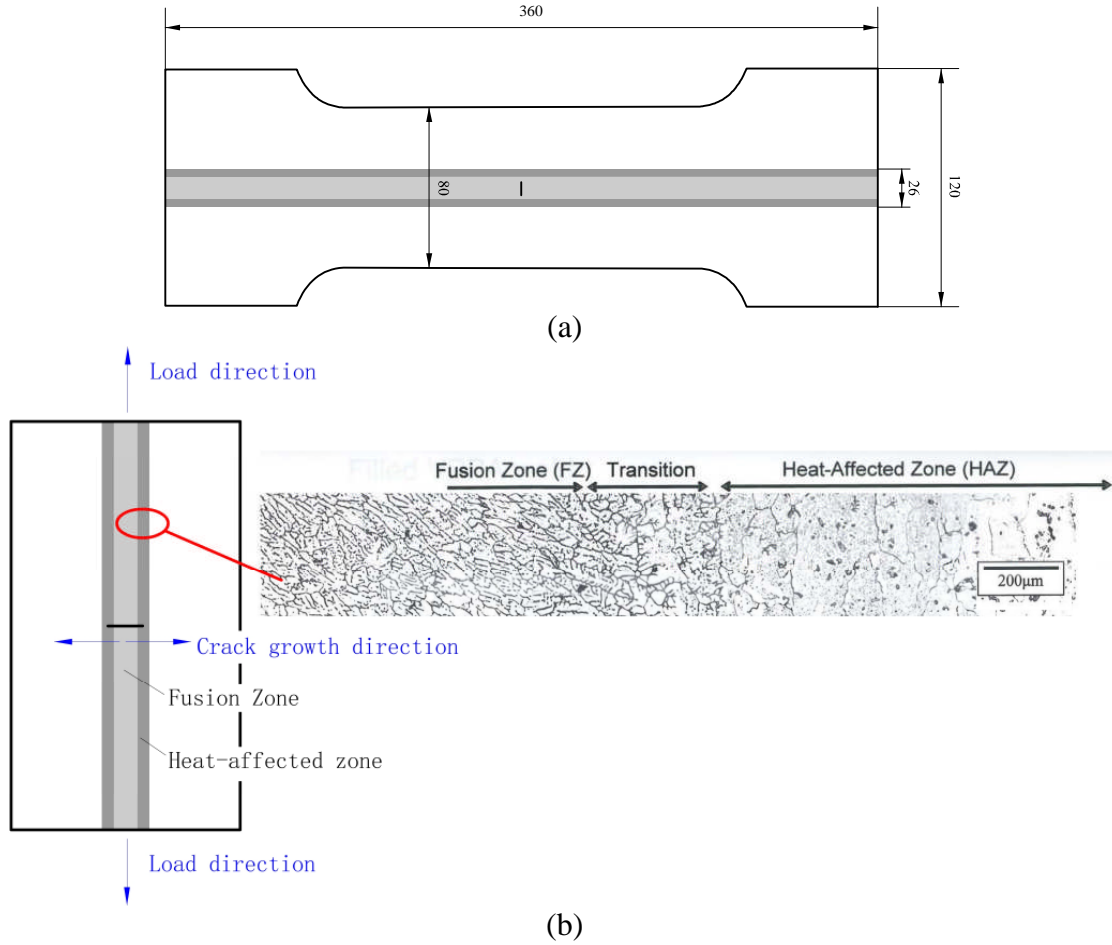 360
80
26
120
(a)
Load direction
Fusion Zone (FZ)
Transition
Heat-Affected Zone (HAZ)
200μm
Crack growth direction
Fusion Zone
Heat-affected zone
Load direction
(b)